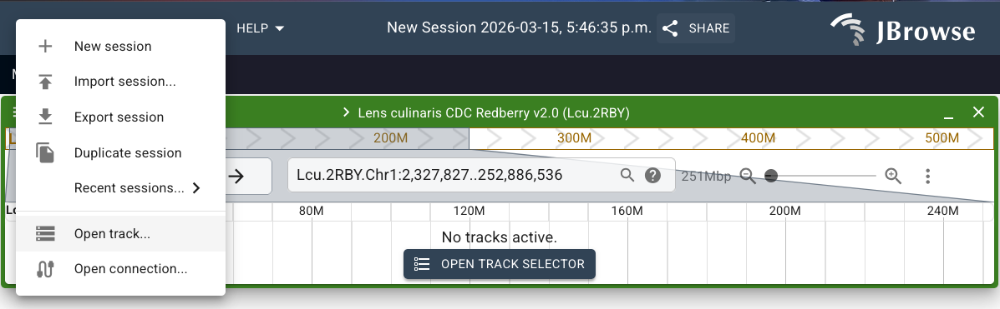 HELP
New Session 2026-03-15, 5:46:35 p.m.
SHARE
JBrowse
New session
Import session...
Export session
Duplicate session
Recent sessions...
Open track...
Open connection...
Lens culinaris CDC Redberry v2.0 (Lcu.2RBY)
200M 300M 400M 500M
Lcu.2RBY.Chr1:2,327,827..252,886,536
251Mbp
80M 120M 160M 200M 240M
No tracks active.
OPEN TRACK SELECTOR